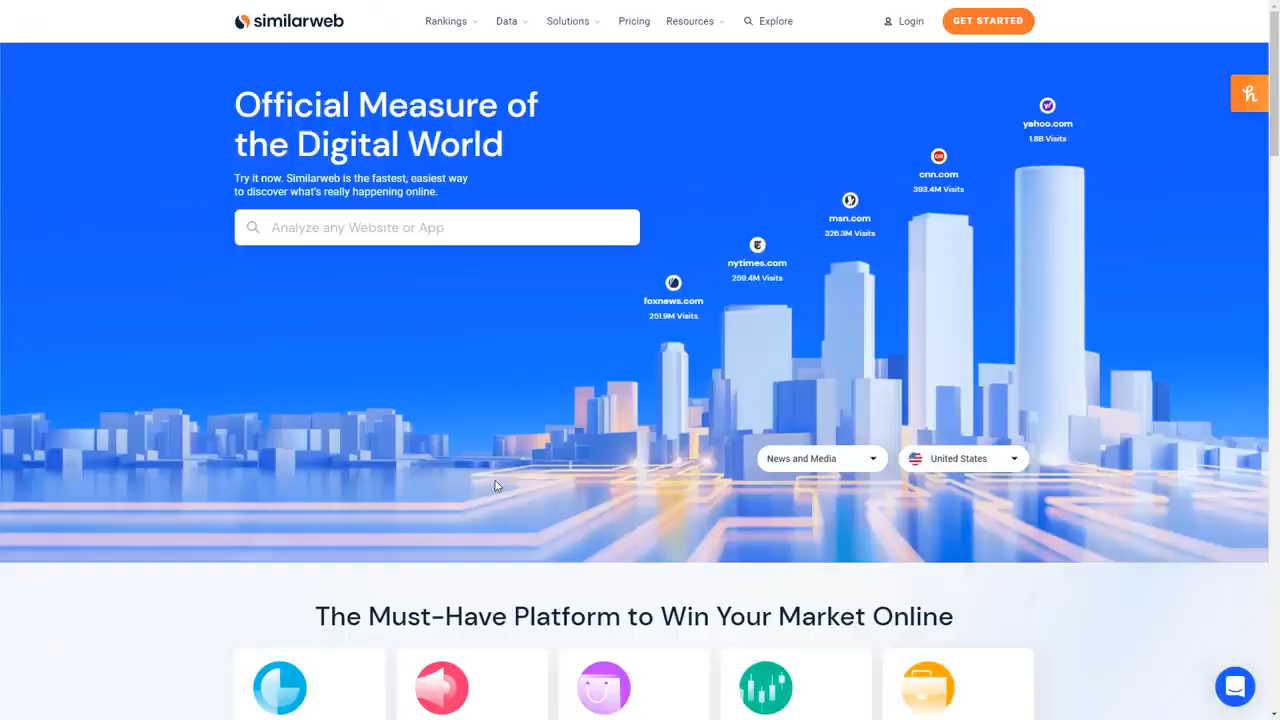 similarweb
Rankings
Data
Solutions
Pricing
Resources
Explore
Login
GET STARTED
Official Measure of
the Digital World
Try it now. Similarweb is the fastest, easiest way
to discover what's really happening online.
Analyze any Website or App
yahoo.com
1.8B Visits
cnn.com
393.4M Visits
msn.com
326.3M Visits
nytimes.com
259.4M Visits
foxnews.com
251.9M Visits
News and Media
United States
The Must-Have Platform to Win Your Market Online